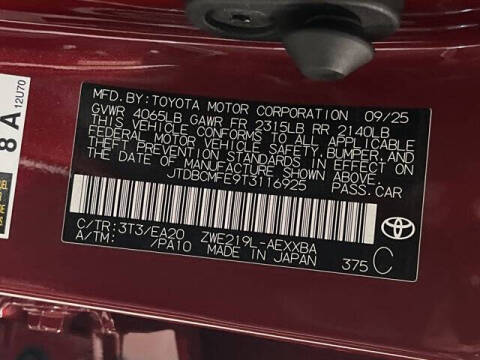 MFD.BY:TOYOTA MOTOR CORPORATION 09/25
GVWR 4065LB GAWR FR 2315LB RR 2140LB
THIS VEHICLE CONFORMS TO ALL APPLICABLE
FEDERAL MOTOR VEHICLE SAFETY, BUMPER, AND
THEFT PREVENTION STANDARDS IN EFFECT ON
THE DATE OF MANUFACTURE SHOWN ABOVE.
JTDBCMFE9T3116925 PASS.CAR
C/TR: 3T3/EA20 ZWE219L-AEXXBA
A/TM: /PA10 MADE IN JAPAN 375 C
8 A 12U70